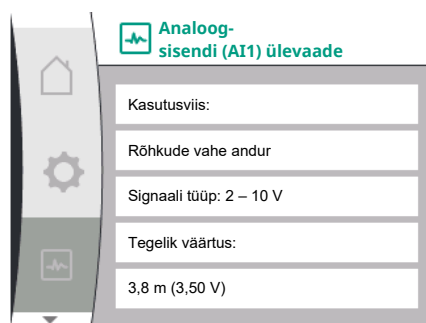 Analoog-
sisendi (AI1) ülevaade
Kasutusviis:
Rõhkude vahe andur
Signaali tüüp: 2 – 10 V
Tegelik väärtus:
3,8 m (3,50 V)